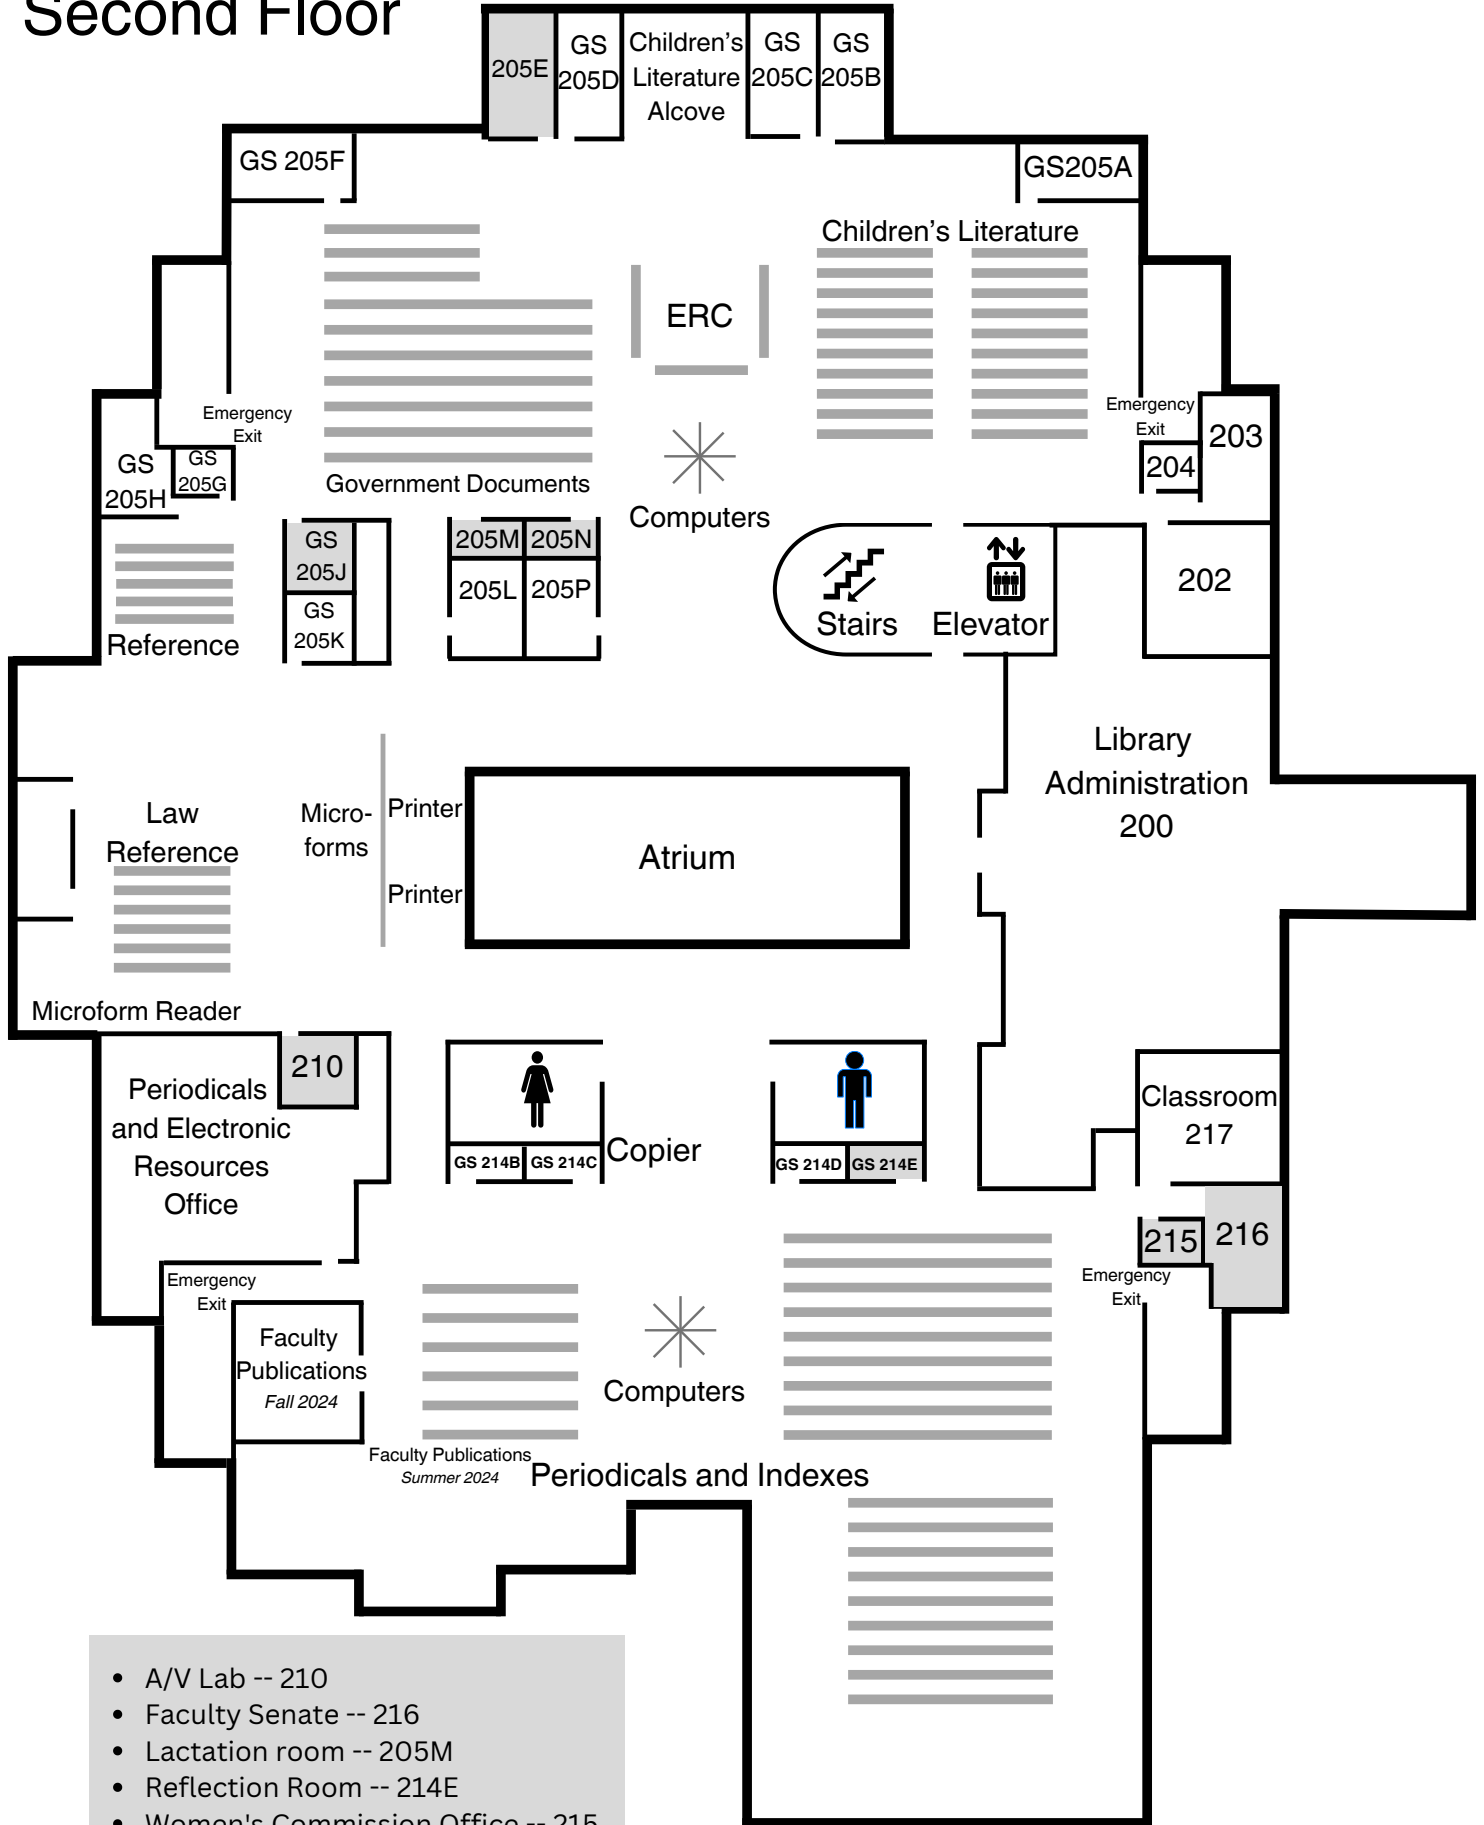 Second Floor
205E
GS
205D
Children's
Literature
Alcove
GS
205C
GS
205B
GS 205F
GS205A
Children's Literature
ERC
Emergency
Exit
Emergency
Exit
203
204
GS
205H
GS
205G
Government Documents
Computers
GS
205J
GS
205K
205M
205N
205L
205P
Stairs
Elevator
202
Reference
Library
Administration
200
Law
Reference
Micro-
forms
Printer
Printer
Atrium
Microform Reader
210
Periodicals
and Electronic
Resources
Office
Copier
GS 214B
GS 214C
GS 214D
GS 214E
Classroom
217
215
216
Emergency
Exit
Emergency
Exit
Faculty
Publications
Fall 2024
Computers
Faculty Publications
Summer 2024
Periodicals and Indexes
• A/V Lab -- 210
• Faculty Senate -- 216
• Lactation room -- 205M
• Reflection Room -- 214E
• Women's Commission Office -- 215